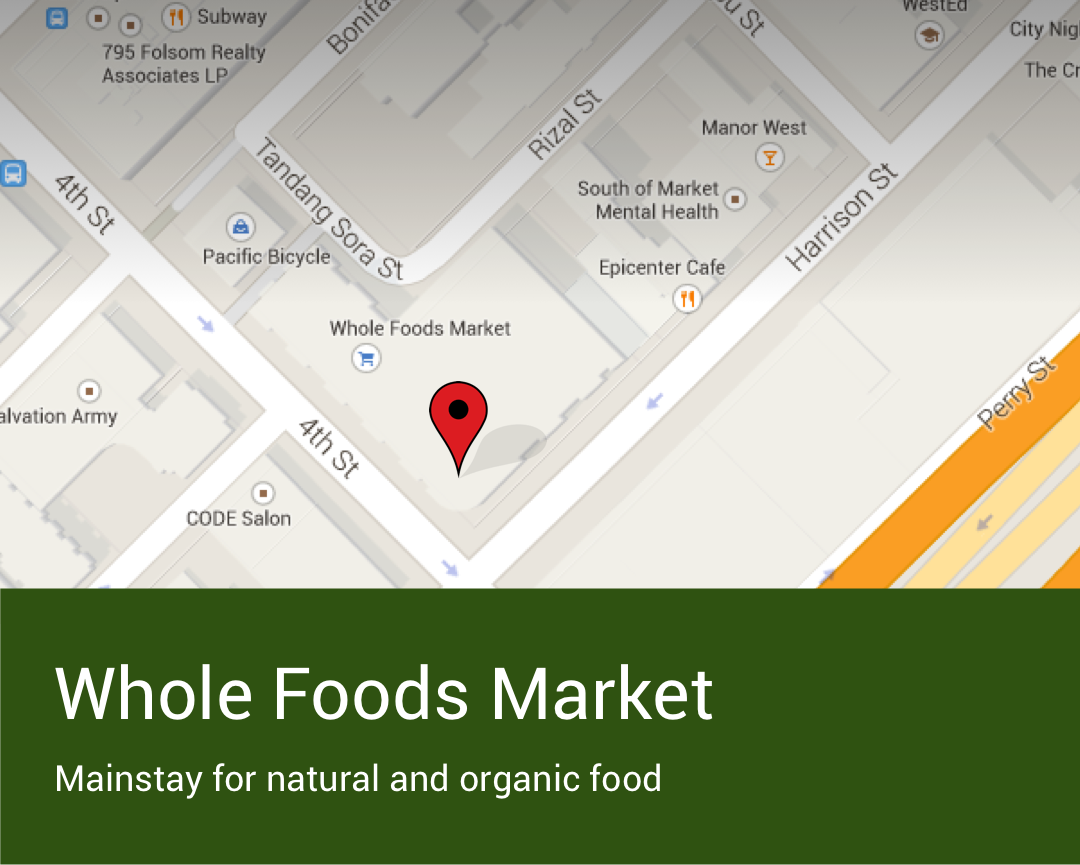 WestEd
Subway
Bonifa
ou St
City Nig
795 Folsom Realty
Associates LP
The Cr
Rizal St
Manor West
Tandang Sora St
4th St
South of Market
Mental Health
Harrison St
Pacific Bicycle
Epicenter Cafe
Whole Foods Market
Perry St
alvation Army
4th St
CODE Salon
Whole Foods Market
Mainstay for natural and organic food